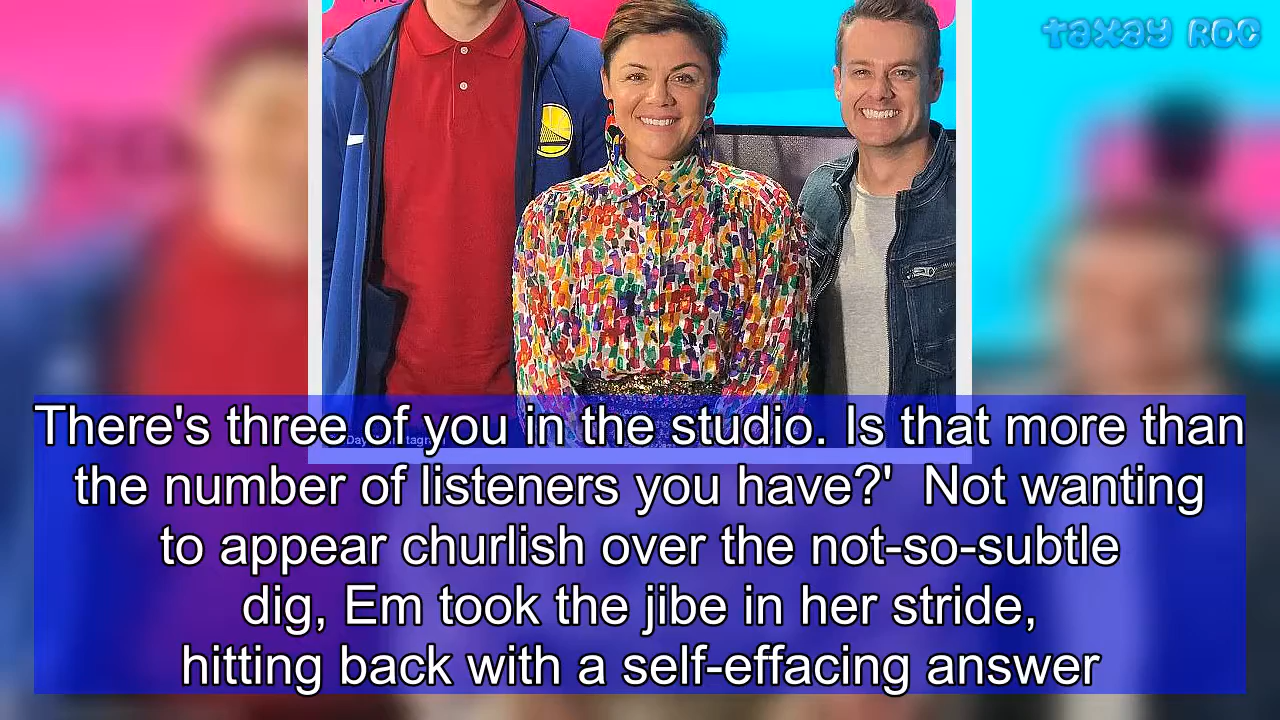 TAXAY RDC
There's three of you in the studio. Is that more than
the number of listeners you have?'  Not wanting
to appear churlish over the not-so-subtle
dig, Em took the jibe in her stride,
hitting back with a self-effacing answer